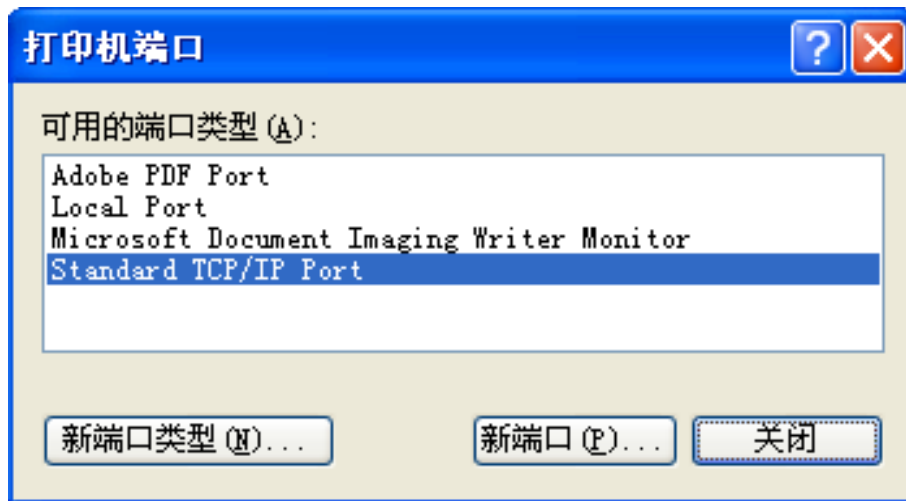 打印机端口
可用的端口类型(A):
Adobe PDF Port
Local Port
Microsoft Document Imaging Writer Monitor
Standard TCP/IP Port
新端口类型(N)... 新端口(P)... 关闭